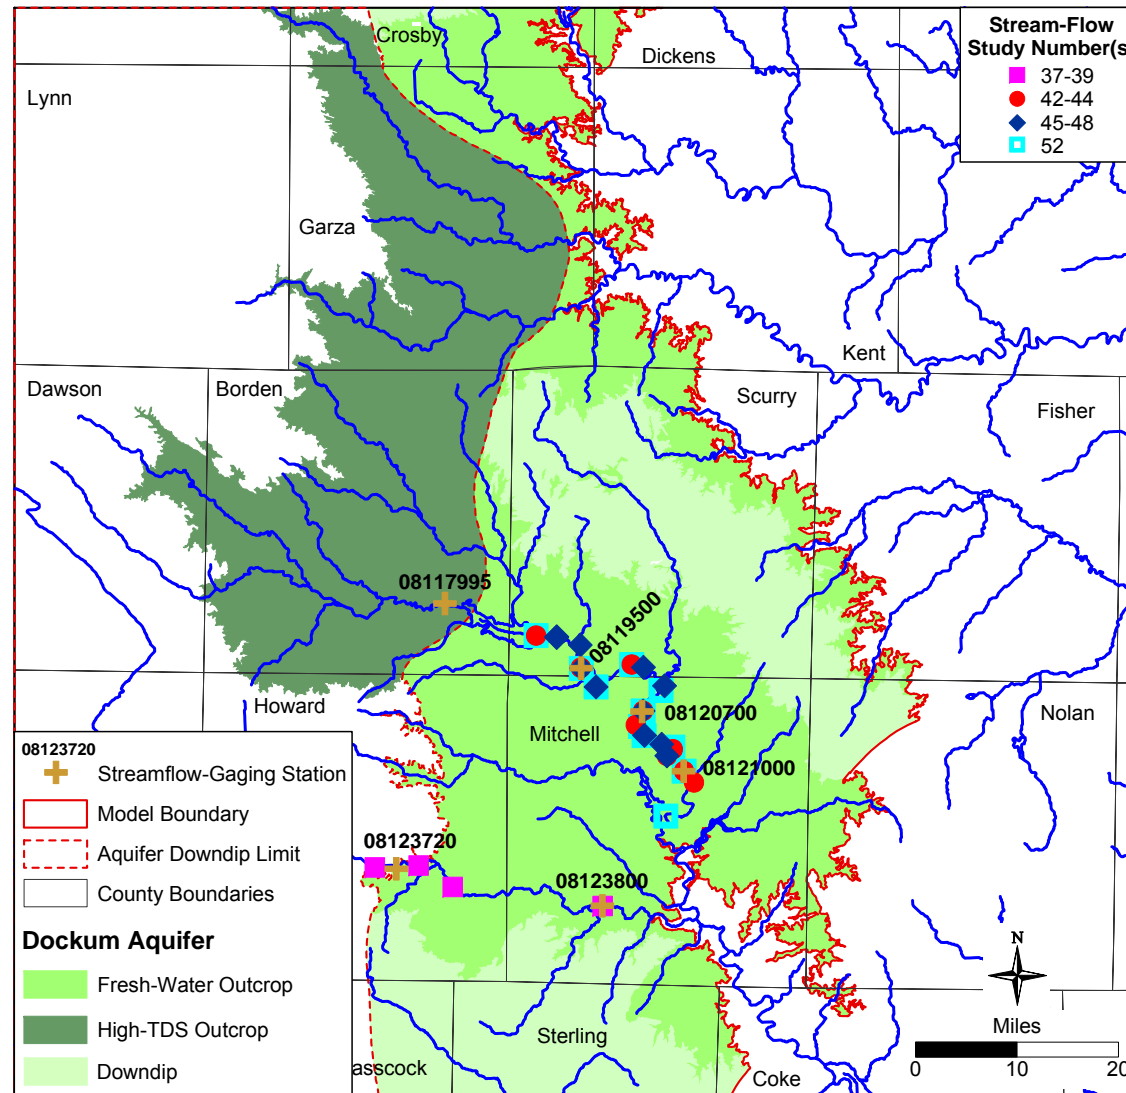 Crosby
Dickens
Stream-Flow
Study Number(s
37-39
42-44
45-48
52
Lynn
Garza
Kent
Dawson
Borden
Scurry
Fisher
08117995
08119500
Howard
08120700
Nolan
Mitchell
08121000
08123720
Streamflow-Gaging Station
Model Boundary
Aquifer Downdip Limit
County Boundaries
08123720
08123800
Dockum Aquifer
Fresh-Water Outcrop
High-TDS Outcrop
Downdip
N
Miles
0 10 20
Sterling
asscock
Coke